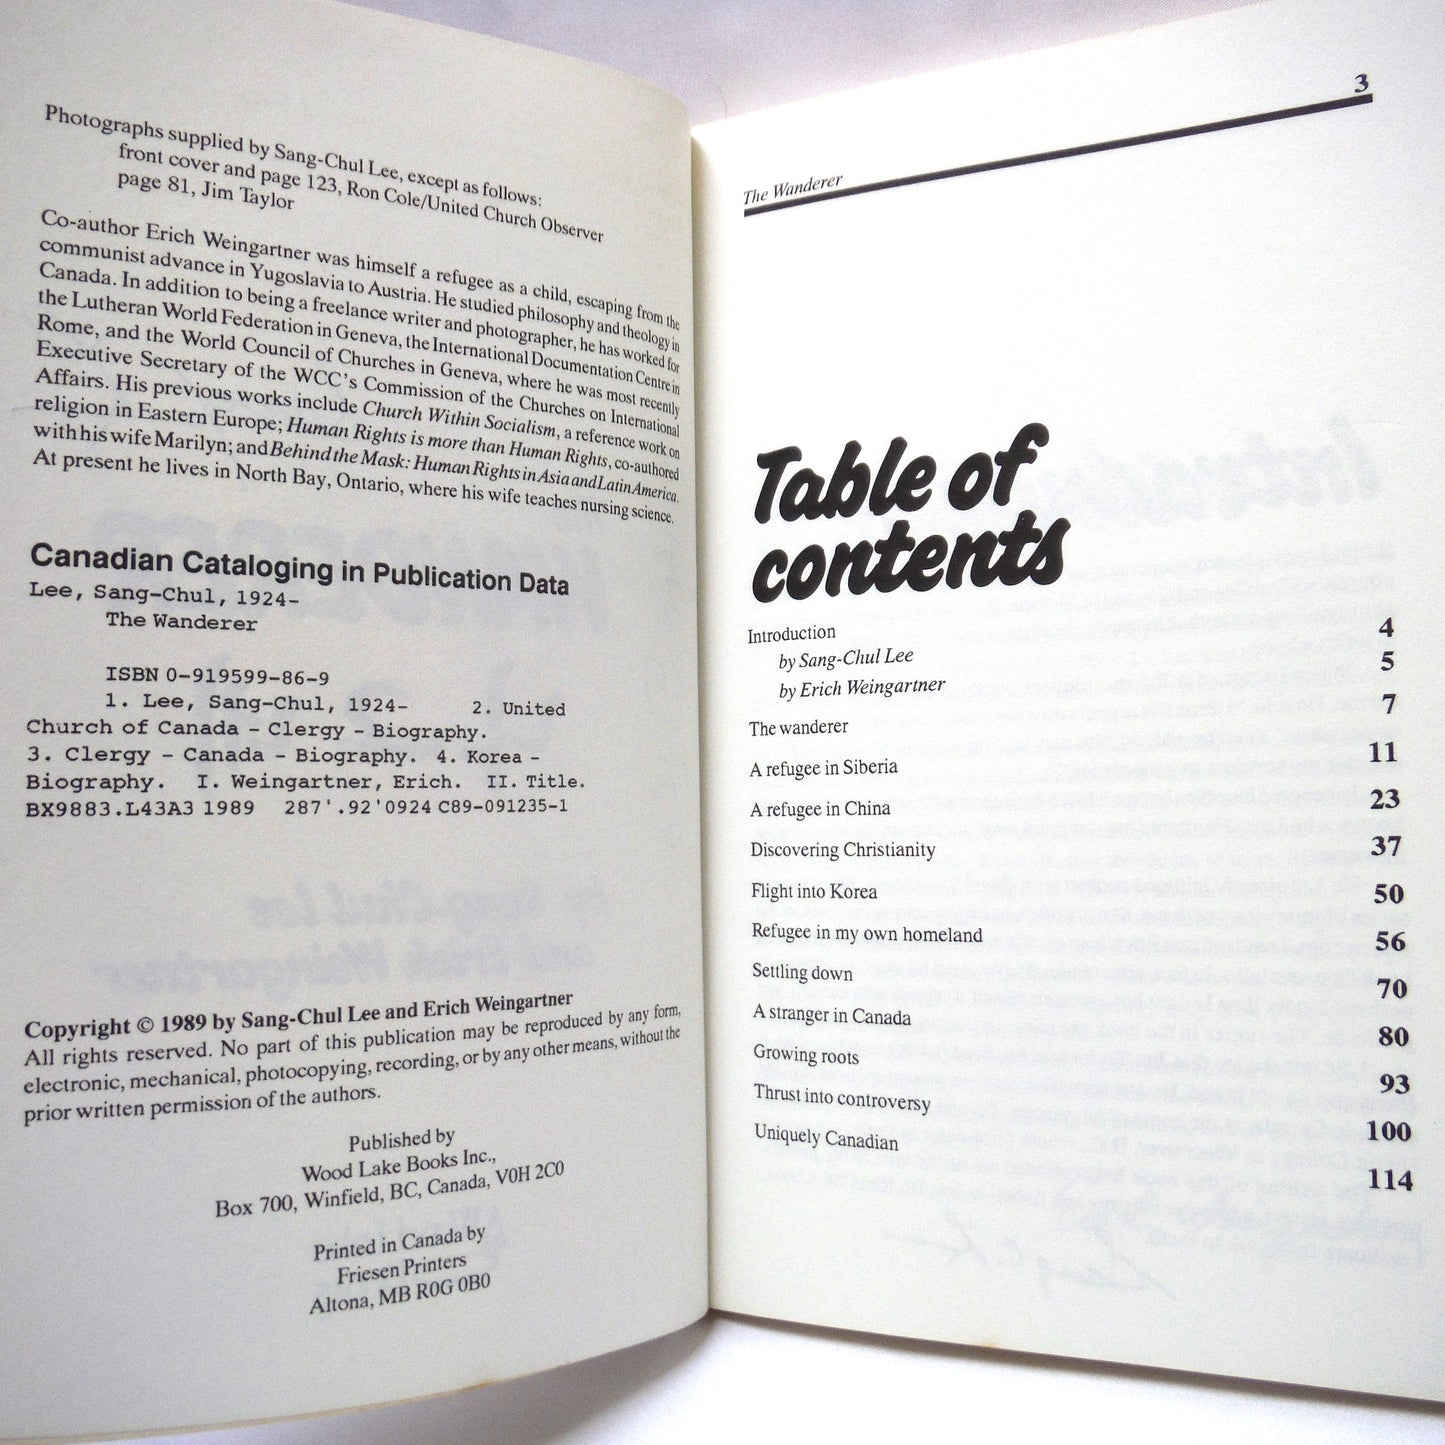 Photographs supplied by Sang-Chul Lee, except as follows:
front cover and page 123, Ron Cole/United Church Observer
page 81, Jim Taylor
Co-author Erich Weingartner was himself a refugee as a child, escaping from the
communist advance in Yugoslavia to Austria. He studied philosophy and theology in
Canada. In addition to being a freelance writer and photographer, he has worked for
the Lutheran World Federation in Geneva, the International Documentation Centre in
Rome, and the World Council of Churches in Geneva, where he was most recently
Executive Secretary of the WCC's Commission of the Churches on International
Affairs. His previous works include Church Within Socialism, a reference work on
religion in Eastern Europe; Human Rights is more than Human Rights, co-authored
with his wife Marilyn; and Behind the Mask: Human Rights in Asia and Latin America.
At present he lives in North Bay, Ontario, where his wife teaches nursing science.
Canadian Cataloging in Publication Data
Lee, Sang-Chul, 1924-
The Wanderer
ISBN 0-919599-86-9
1. Lee, Sang-Chul, 1924- 2. United
Church of Canada - Clergy - Biography.
3. Clergy - Canada - Biography. 4. Korea -
Biography. I. Weingartner, Erich. II. Title.
BX9883.L43A3 1989 287'.92'0924 C89-091235-1
Copyright © 1989 by Sang-Chul Lee and Erich Weingartner
All rights reserved. No part of this publication may be reproduced by any form,
electronic, mechanical, photocopying, recording, or by any other means, without the
prior written permission of the authors.
Published by
Wood Lake Books Inc.,
Box 700, Winfield, BC, Canada, V0H 2C0
Printed in Canada by
Friesen Printers
Altona, MB R0G 0B0
3
The Wanderer
Table of
contents
Introduction
by Sang-Chul Lee 4
by Erich Weingartner 5
The wanderer 7
A refugee in Siberia 11
A refugee in China 23
Discovering Christianity 37
Flight into Korea 50
Refugee in my own homeland 56
Settling down 70
A stranger in Canada 80
Growing roots 93
Thrust into controversy 100
Uniquely Canadian 114